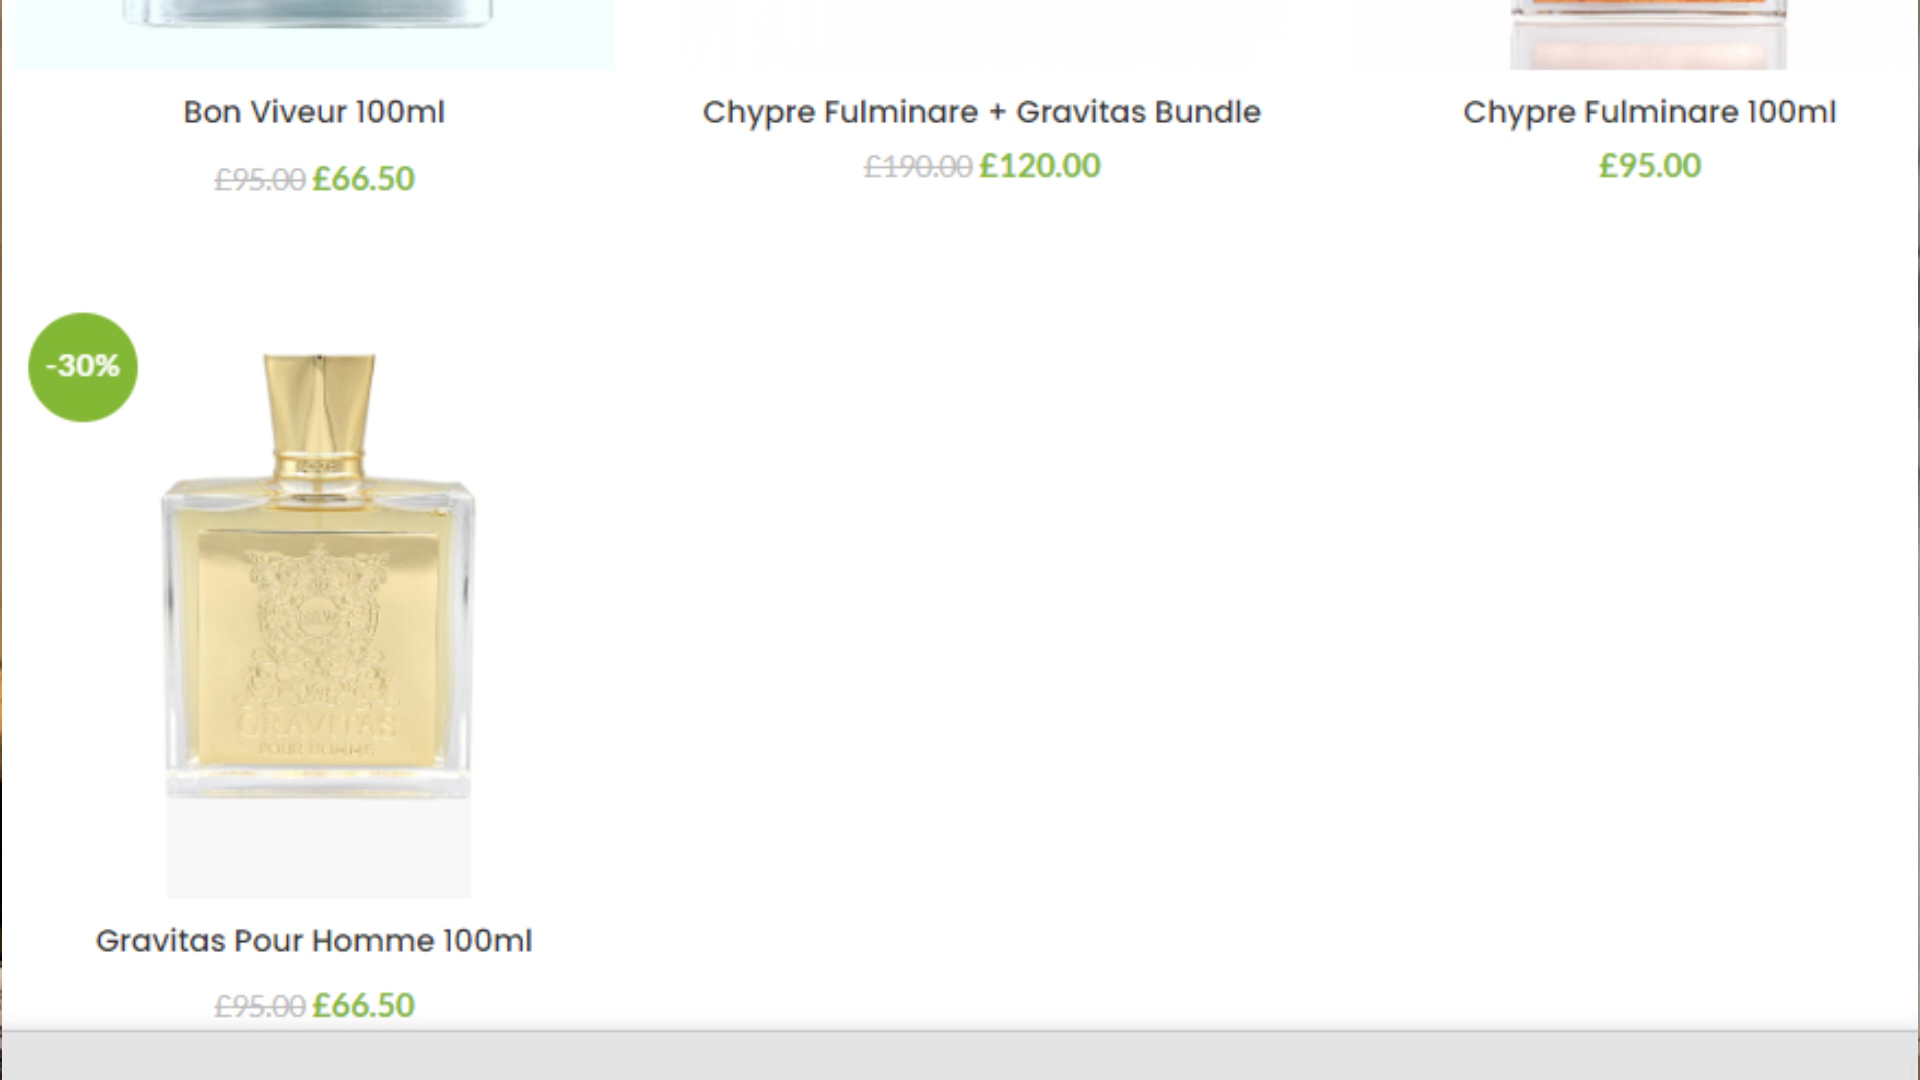 Bon Viveur 100ml
£95.00 £66.50
Chypre Fulminare + Gravitas Bundle
£190.00 £120.00
Chypre Fulminare 100ml
£95.00
-30%
GRAVITAS
POUR HOMME
Gravitas Pour Homme 100ml
£95.00 £66.50